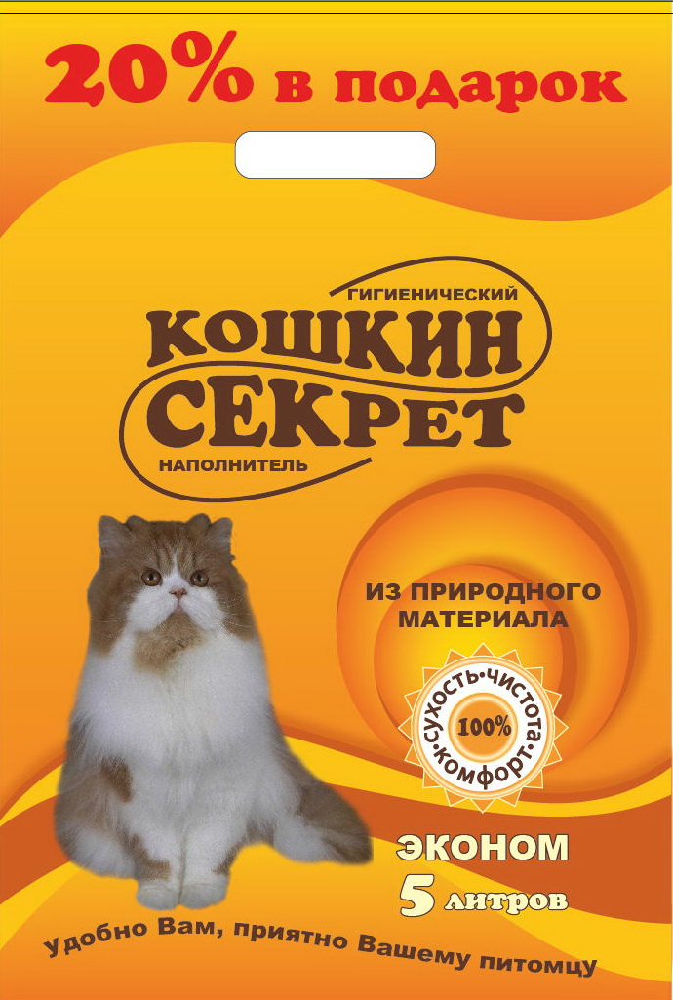 20% в подарок
ГИГИЕНИЧЕСКИЙ
КОШКИН
СЕКРЕТ
НАПОЛНИТЕЛЬ
ИЗ ПРИРОДНОГО
МАТЕРИАЛА
•сухость•чистота
100%
•комфорт•
ЭКОНОМ
5 литров
Удобно Вам, приятно Вашему питомцу